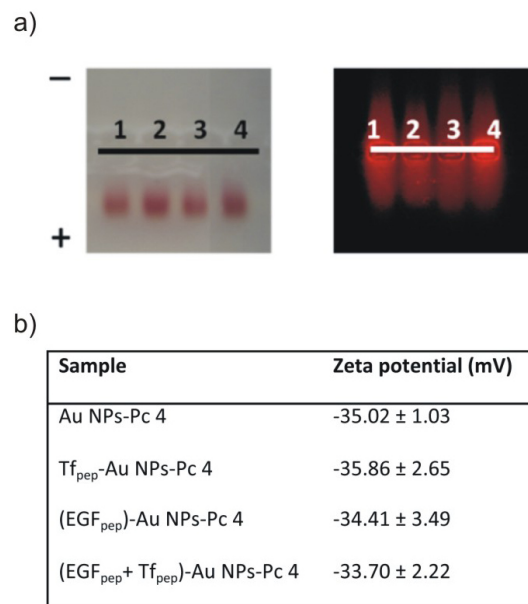 a)
−
1 2 3 4
+
1 2 3 4
b)
Sample Zeta potential (mV)
Au NPs-Pc 4 -35.02 ± 1.03
Tfpep-Au NPs-Pc 4 -35.86 ± 2.65
(EGFpep)-Au NPs-Pc 4 -34.41 ± 3.49
(EGFpep+ Tfpep)-Au NPs-Pc 4 -33.70 ± 2.22